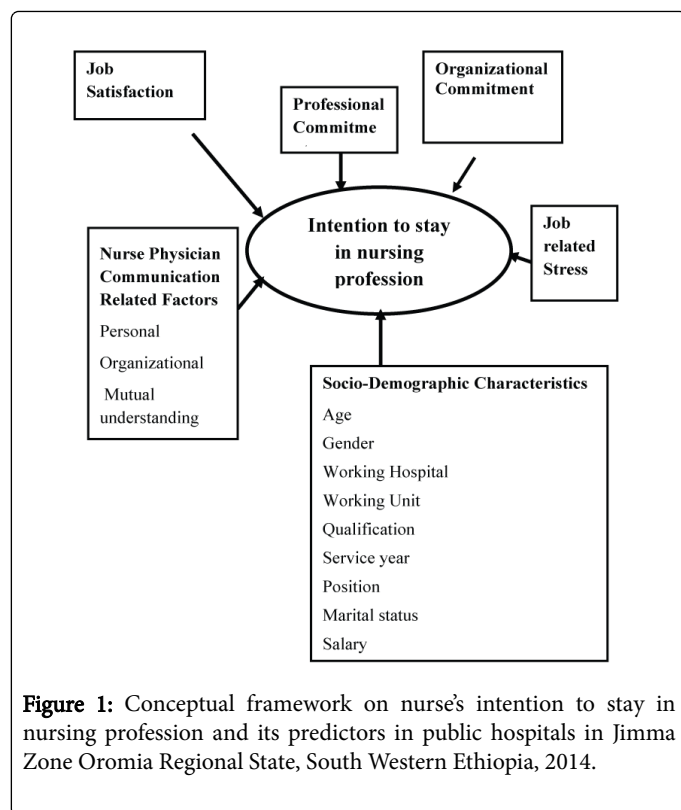 Job
Satisfaction
Professional
Commitme
Organizational
Commitment
Intention to stay
in nursing
profession
Job
related
Stress
Nurse Physician
Communication
Related Factors
Personal
Organizational
Mutual
understanding
Socio-Demographic Characteristics
Age
Gender
Working Hospital
Working Unit
Qualification
Service year
Position
Marital status
Salary
Figure 1: Conceptual framework on nurse's intention to stay in
nursing profession and its predictors in public hospitals in Jimma
Zone Oromia Regional State, South Western Ethiopia, 2014.